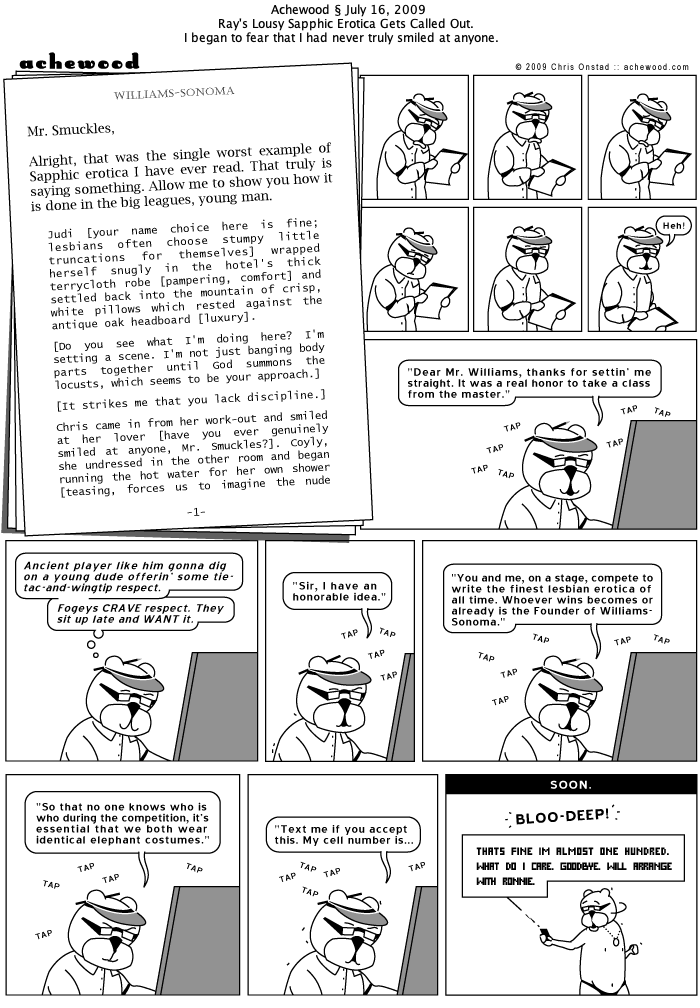 Achewood § July 16, 2009
Ray's Lousy Sapphic Erotica Gets Called Out.
I began to fear that I had never truly smiled at anyone.
achewood
© 2009 Chris Onstad :: achewood.com
WILLIAMS-SONOMA
Mr. Smuckles,
Alright, that was the single worst example of
Sapphic erotica I have ever read. That truly is
saying something. Allow me to show you how it
is done in the big leagues, young man.
Judi [your name choice here is fine;
lesbians often choose stumpy little
truncations for themselves] wrapped
herself snugly in the hotel's thick
terrycloth robe [pampering, comfort] and
settled back into the mountain of crisp,
white pillows which rested against the
antique oak headboard [luxury].
[Do you see what I'm doing here? I'm
setting a scene. I'm not just banging body
parts together until God summons the
locusts, which seems to be your approach.]
[It strikes me that you lack discipline.]
Chris came in from her work-out and smiled
at her lover [have you ever genuinely
smiled at anyone, Mr. Smuckles?]. Coyly,
she undressed in the other room and began
running the hot water for her own shower
[teasing, forces us to imagine the nude
-1-
Heh!
"Dear Mr. Williams, thanks for settin' me
straight. It was a real honor to take a class
from the master."
TAP
TAP
TAP
TAP
TAP
TAP
TAP
Ancient player like him gonna dig
on a young dude offerin' some tie-
tac-and-wingtip respect.
Fogeys CRAVE respect. They
sit up late and WANT it.
"Sir, I have an
honorable idea."
TAP
TAP
TAP
TAP
"You and me, on a stage, compete to
write the finest lesbian erotica of
all time. Whoever wins becomes or
already is the Founder of Williams-
Sonoma."
TAP
TAP
TAP
TAP
TAP
"So that no one knows who is
who during the competition, it's
essential that we both wear
identical elephant costumes."
TAP
TAP
TAP
TAP
TAP
"Text me if you accept
this. My cell number is...
TAP
TAP
TAP
TAP
TAP
SOON.
BLOO-DEEP!
THATS FINE IM ALMOST ONE HUNDRED.
WHAT DO I CARE. GOODBYE. WILL ARRANGE
WITH RONNIE.